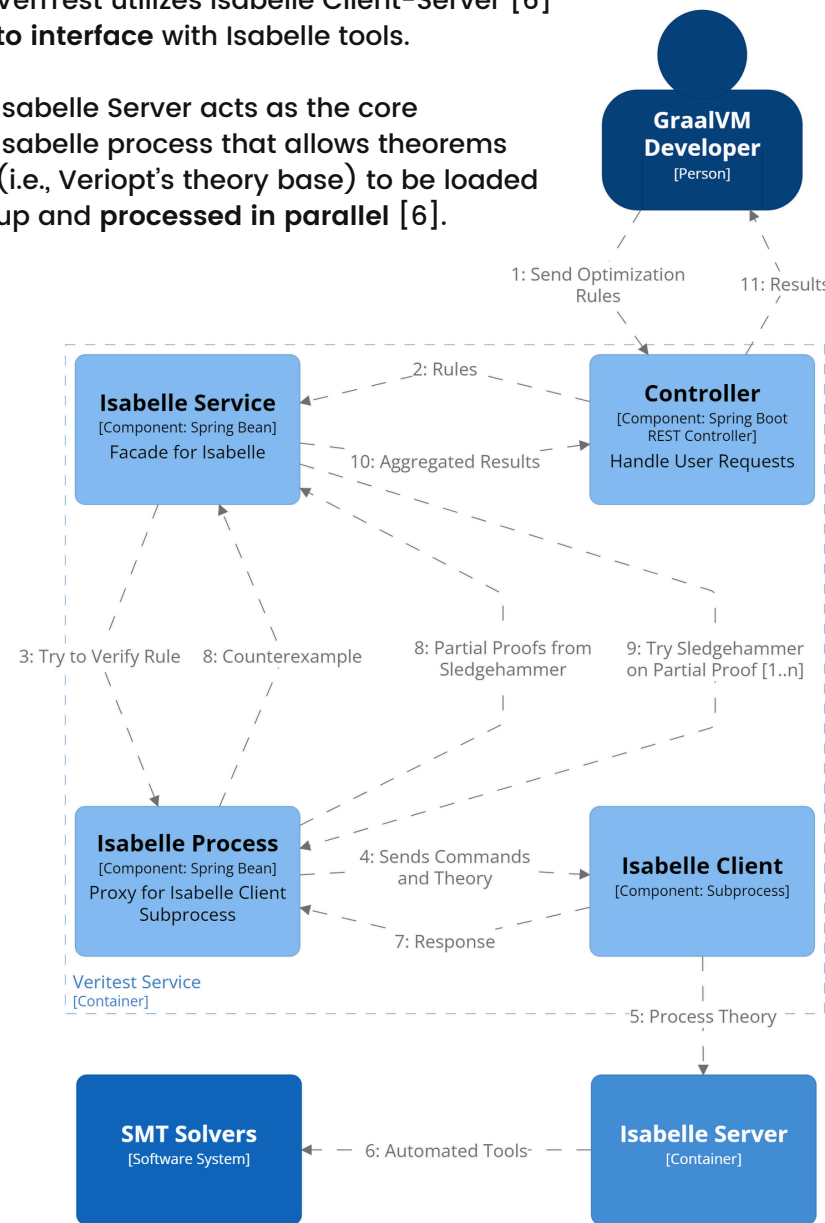 utilizes Isabelle Client-Server [6]
to interface with Isabelle tools.
Isabelle Server acts as the core
Isabelle process that allows theorems
(i.e., Veriopt's theory base) to be loaded
up and processed in parallel [6].
GraalVM
Developer
[Person]
1: Send Optimization
Rules
11: Results
Isabelle Service
[Component: Spring Bean]
Facade for Isabelle
2: Rules
10: Aggregated Results
Controller
[Component: Spring Boot
REST Controller]
Handle User Requests
3: Try to Verify Rule
8: Counterexample
8: Partial Proofs from
Sledgehammer
9: Try Sledgehammer
on Partial Proof [1..n]
Isabelle Process
[Component: Spring Bean]
Proxy for Isabelle Client
Subprocess
4: Sends Commands
and Theory
7: Response
Isabelle Client
[Component: Subprocess]
Veritest Service
[Container]
5: Process Theory
SMT Solvers
[Software System]
6: Automated Tools
Isabelle Server
[Container]